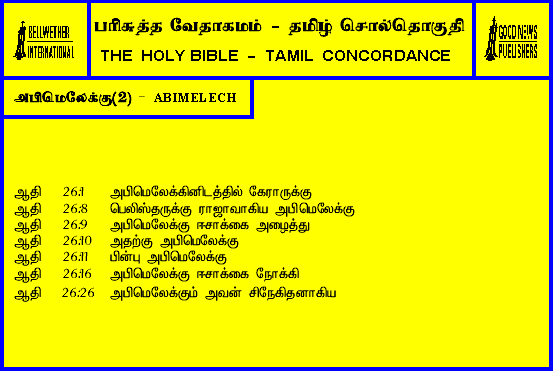 BELLWETHER
INTERNATIONAL
பரிசுத்த வேதாகமம் - தமிழ் சொல்தொகுதி
THE HOLY BIBLE - TAMIL CONCORDANCE
GOOD NEWS
PUBLISHERS
அபிமெலேக்கு(2) - ABIMELECH
ஆதி 26:1 அபிமெலேக்கினிடத்தில் கேராருக்கு
ஆதி 26:8 பெலிஸ்தருக்கு ராஜாவாகிய அபிமெலேக்கு
ஆதி 26:9 அபிமெலேக்கு ஈசாக்கை அழைத்து
ஆதி 26:10 அதற்கு அபிமெலேக்கு
ஆதி 26:11 பின்பு அபிமெலேக்கு
ஆதி 26:16 அபிமெலேக்கு ஈசாக்கை நோக்கி
ஆதி 26:26 அபிமெலேக்கும் அவன் சிநேகிதனாகிய